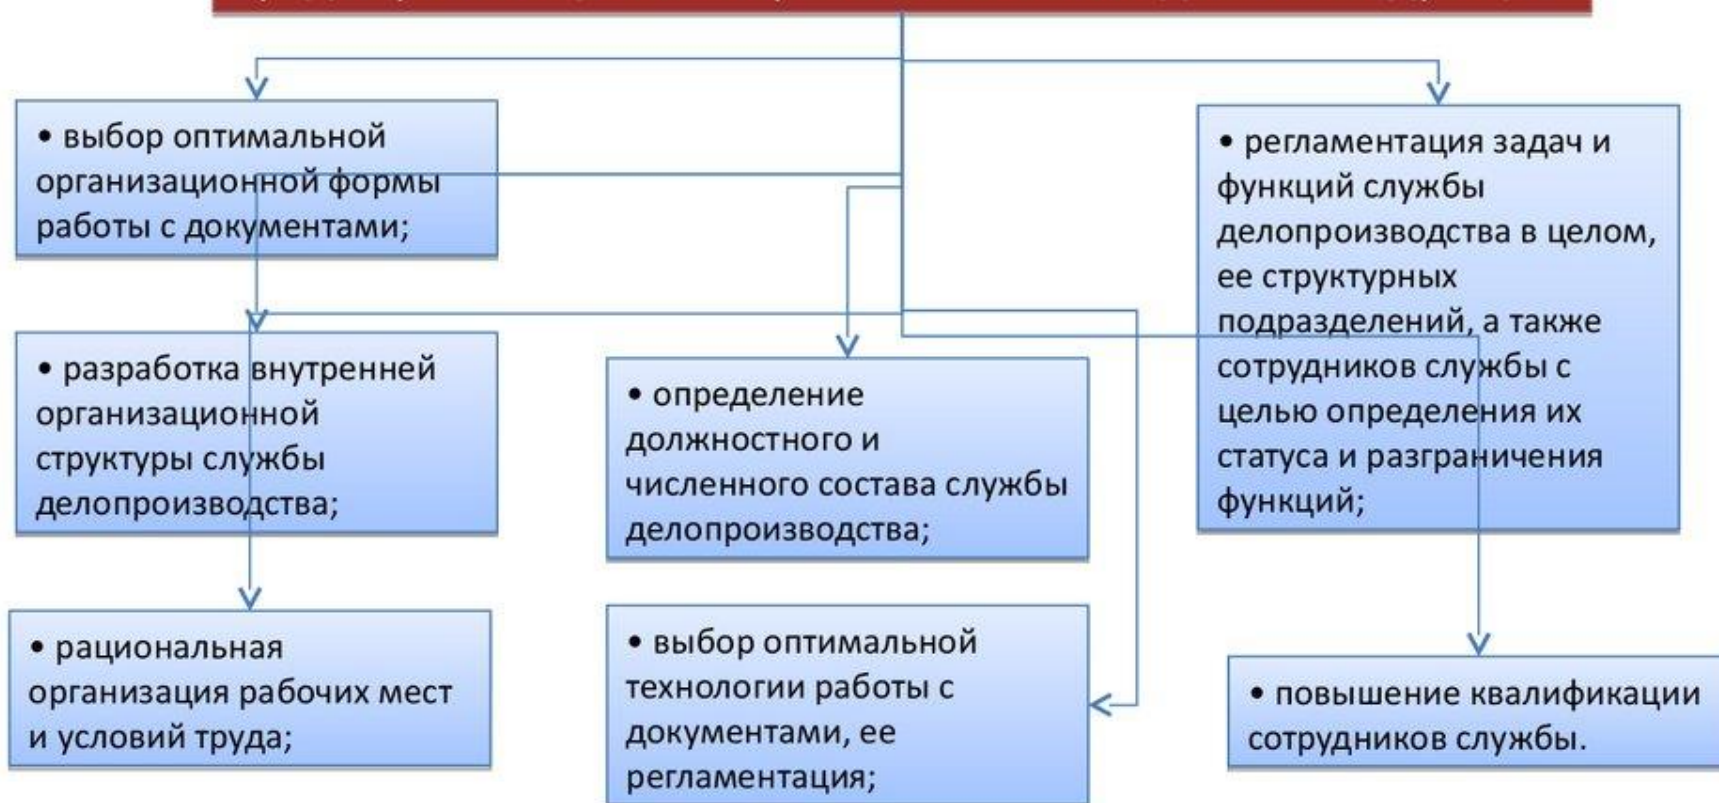 • выбор оптимальной
организационной формы
работы с документами;
• регламентация задач и
функций службы
делопроизводства в целом,
ее структурных
подразделений, а также
сотрудников службы с
целью определения их
статуса и разграничения
функций;
• разработка внутренней
организационной
структуры службы
делопроизводства;
• определение
должностного и
численного состава службы
делопроизводства;
• рациональная
организация рабочих мест
и условий труда;
• выбор оптимальной
технологии работы с
документами, ее
регламентация;
• повышение квалификации
сотрудников службы.